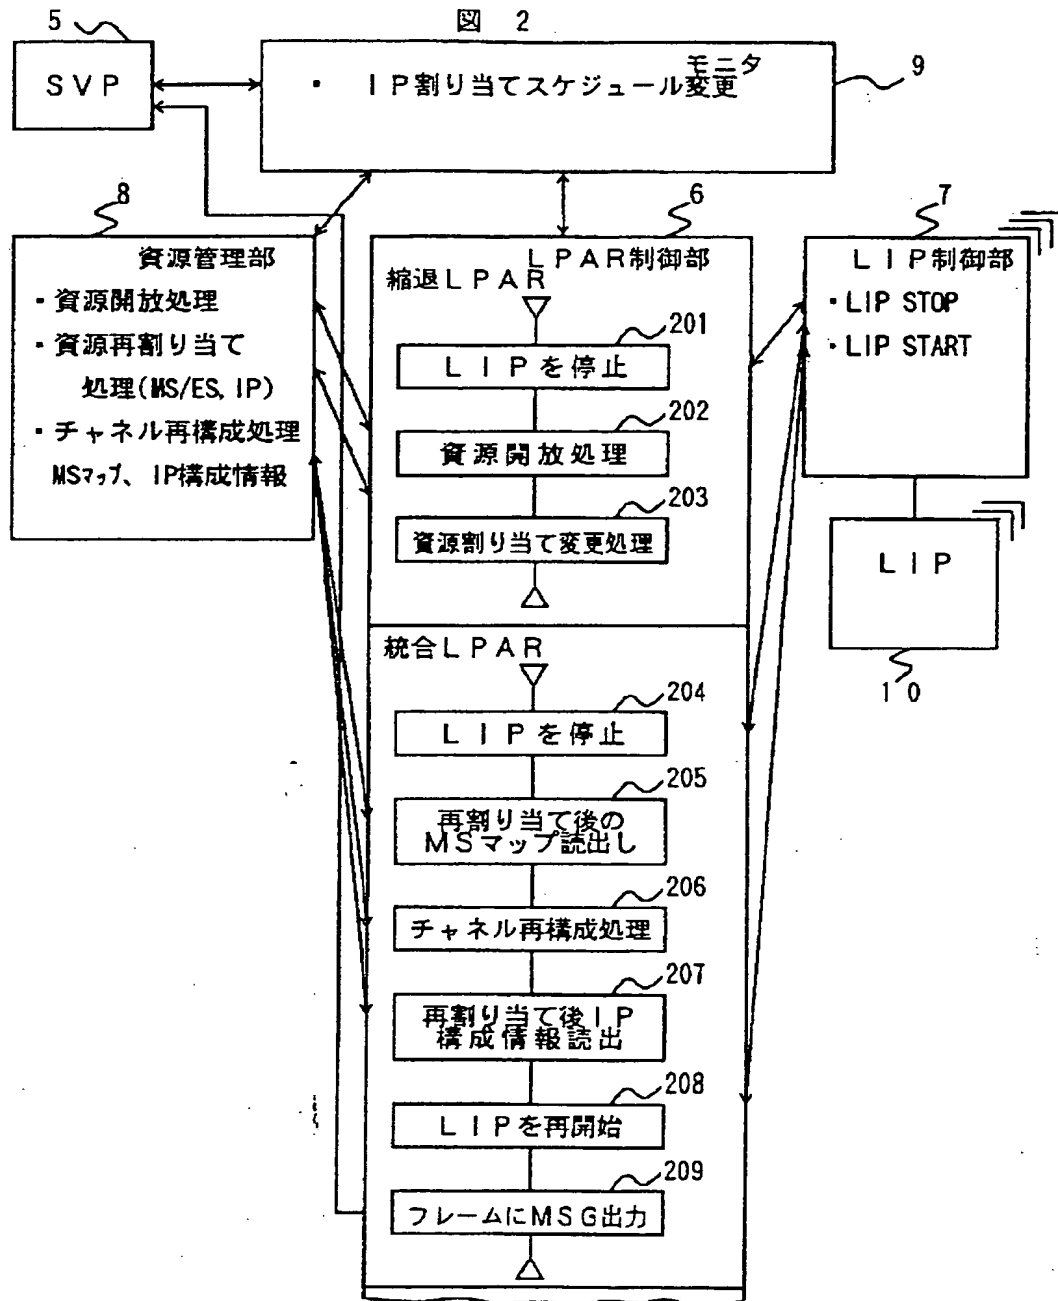 図 2
5
SVP
モニタ
・ IP割り当てスケジュール変更
9
8
資源管理部
・資源開放処理
・資源再割り当て
処理(MS/ES, IP)
・チャネル再構成処理
MSマップ、IP構成情報
6
LPAR制御部
縮退LPAR
201
LIPを停止
202
資源開放処理
203
資源割り当て変更処理
統合LPAR
204
LIPを停止
205
再割り当て後の
MSマップ読出し
206
チャネル再構成処理
207
再割り当て後IP
構成情報読出
208
LIPを再開始
209
フレームにMSG出力
7
LIP制御部
・LIP STOP
・LIP START
LIP
10